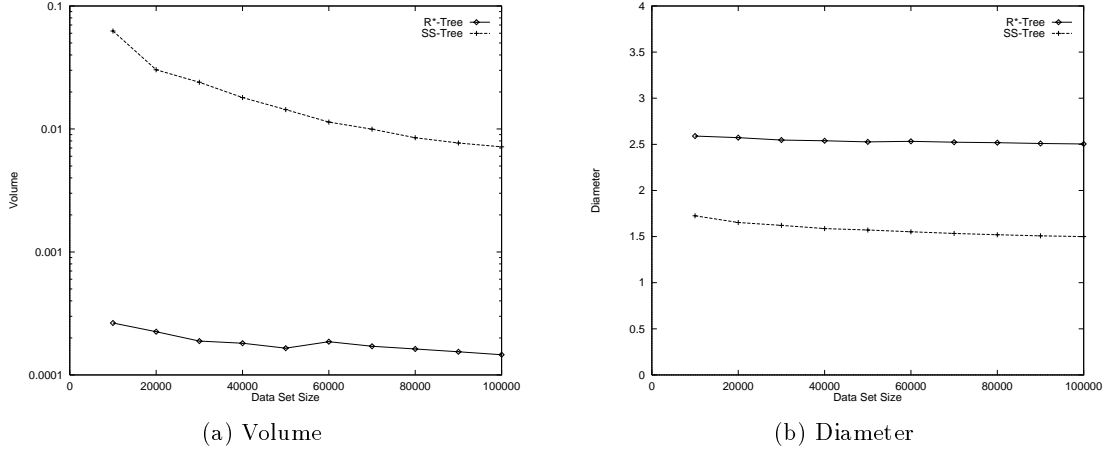 0.1
0.01
0.001
0.0001
Volume
R*-Tree
SS-Tree
0 20000 40000 60000 80000 100000
Data Set Size
(a) Volume
4
3.5
3
2.5
2
1.5
1
0.5
0
Diameter
R*-Tree
SS-Tree
0 20000 40000 60000 80000 100000
Data Set Size
(b) Diameter